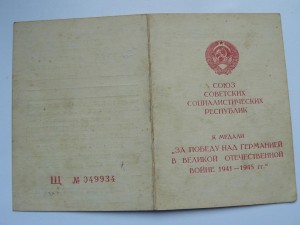 СОЮЗ
СОВЕТСКИХ
СОЦИАЛИСТИЧЕСКИХ
РЕСПУБЛИК
К МЕДАЛИ
„ЗА ПОБЕДУ НАД ГЕРМАНИЕЙ
В ВЕЛИКОЙ ОТЕЧЕСТВЕННОЙ
ВОЙНЕ 1941—1945 гг."
Щ № 349934